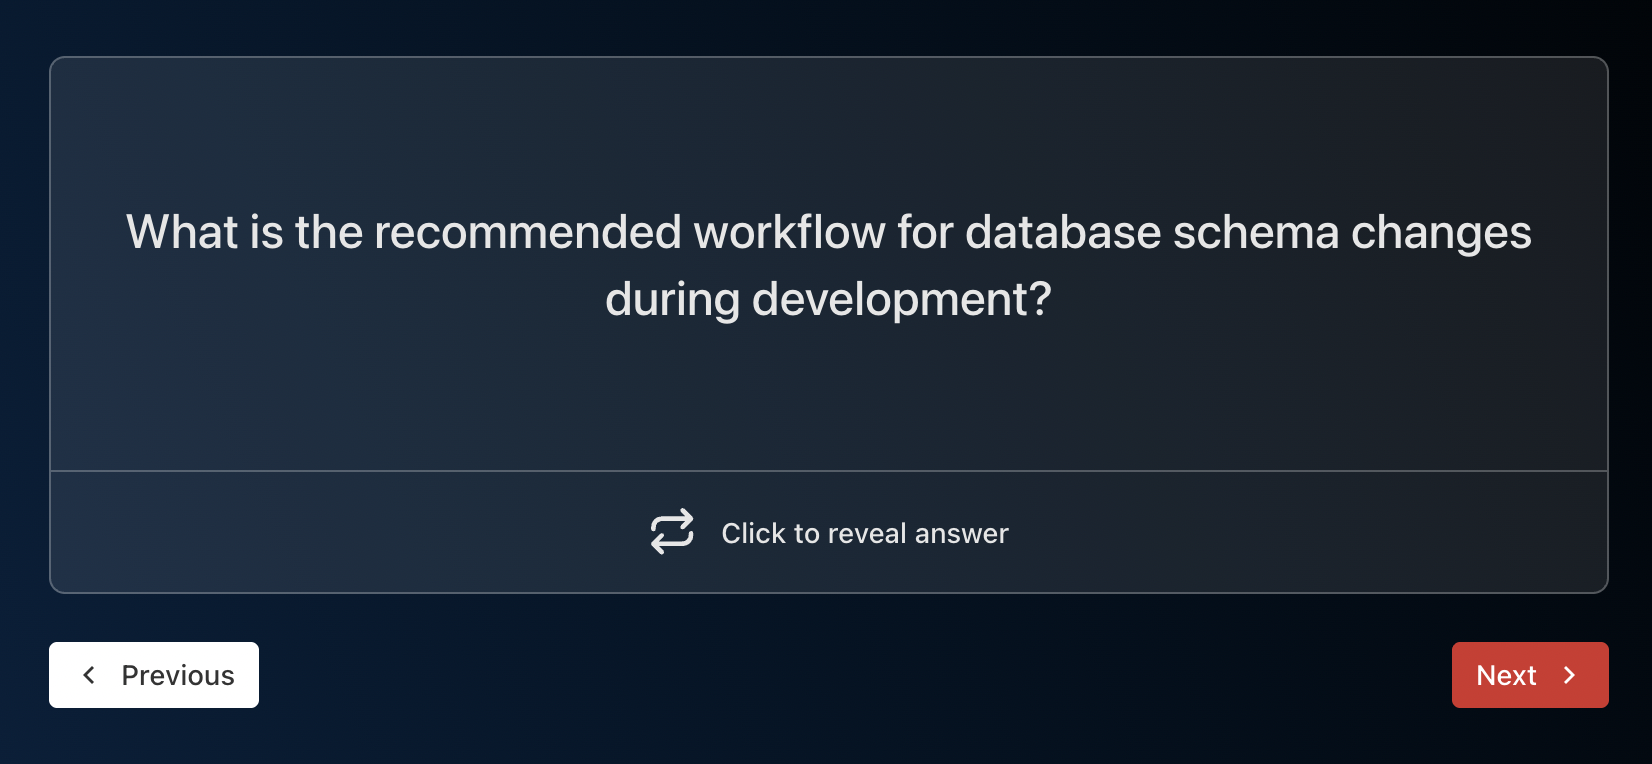 What is the recommended workflow for database schema changes
during development?
Click to reveal answer
Previous
Next